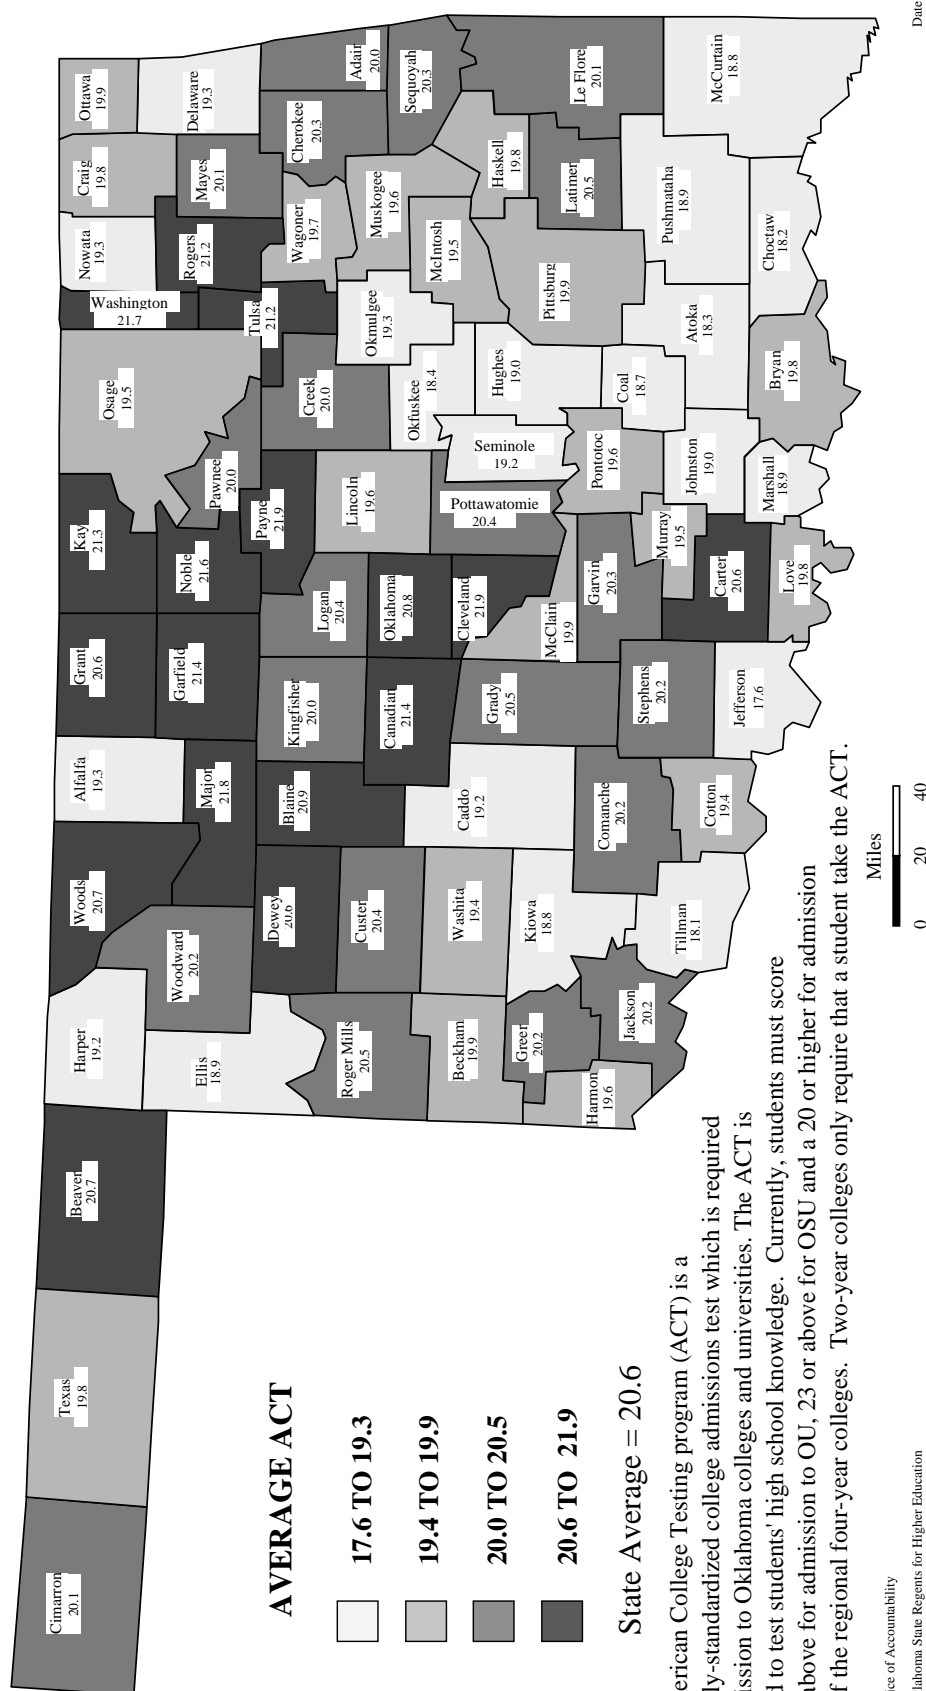 Cimarron
20.1
Texas
19.8
Beaver
20.7
Harper
19.2
Woods
20.7
Alfalfa
19.3
Grant
20.6
Kay
21.3
Osage
19.5
Washington
21.7
Nowata
19.3
Craig
19.8
Ottawa
19.9
Ellis
18.9
Woodward
20.2
Major
21.8
Garfield
21.4
Noble
21.6
Pawnee
20.0
Rogers
21.2
Mayes
20.1
Delaware
19.3
Dewey
20.6
Blaine
20.9
Kingfisher
20.0
Logan
20.4
Payne
21.9
Creek
20.0
Tulsa
21.2
Wagoner
19.7
Cherokee
20.3
Adair
20.0
Roger Mills
20.5
Custer
20.4
Canadian
21.4
Oklahoma
20.8
Lincoln
19.6
Okfuskee
18.4
Okmulgee
19.3
Muskogee
19.6
Sequoyah
20.3
Beckham
19.9
Washita
19.4
Caddo
19.2
Grady
20.5
Cleveland
21.9
Pottawatomie
20.4
Seminole
19.2
Hughes
19.0
McIntosh
19.5
Haskell
19.8
Green
20.2
Kiowa
18.8
McClain
19.9
Garvin
20.3
Pontotoc
19.6
Pittsburg
19.9
Latimer
20.5
Le Flore
20.1
Harmon
19.6
Jackson
20.2
Tillman
18.1
Comanche
20.2
Stephens
20.2
Murray
19.5
Johnston
19.0
Coal
18.7
Atoka
18.3
Pushmataha
18.9
McCurtain
18.8
Cotton
19.4
Jefferson
17.6
Carter
20.6
Love
19.8
Marshall
18.9
Bryan
19.8
Choctaw
18.2
AVERAGE ACT
17.6 TO 19.3
19.4 TO 19.9
20.0 TO 20.5
20.6 TO 21.9
State Average = 20.6
erican College Testing program (ACT) is a
ly-standardized college admissions test which is required
ission to Oklahoma colleges and universities. The ACT is
d to test students' high school knowledge. Currently, students must score
above for admission to OU, 23 or above for OSU and a 20 or higher for admission
f the regional four-year colleges. Two-year colleges only require that a student take the ACT.
Miles
0 20 40
ice of Accountability
klahoma State Regents for Higher Education
Date